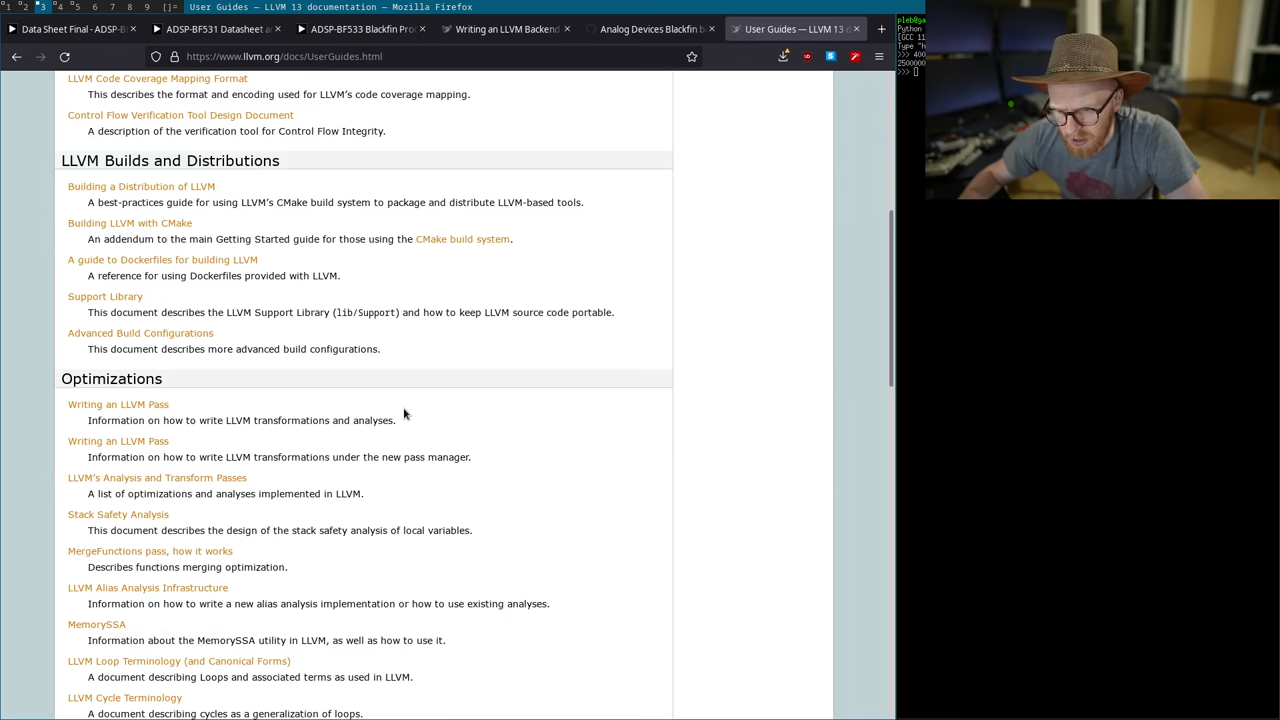 1 2 3 4 5 6 7 8 9 []= User Guides — LLVM 13 documentation — Mozilla Firefox
Data Sheet Final - ADSP-B
ADSP-BF531 Datasheet a
ADSP-BF533 Blackfin Pro
Writing an LLVM Backend
Analog Devices Blackfin b
User Guides — LLVM 13 d
https://www.llvm.org/docs/UserGuides.html
LLVM Code Coverage Mapping Format
This describes the format and encoding used for LLVM’s code coverage mapping.
Control Flow Verification Tool Design Document
A description of the verification tool for Control Flow Integrity.
LLVM Builds and Distributions
Building a Distribution of LLVM
A best-practices guide for using LLVM’s CMake build system to package and distribute LLVM-based tools.
Building LLVM with CMake
An addendum to the main Getting Started guide for those using the CMake build system.
A guide to Dockerfiles for building LLVM
A reference for using Dockerfiles provided with LLVM.
Support Library
This document describes the LLVM Support Library (lib/Support) and how to keep LLVM source code portable.
Advanced Build Configurations
This document describes more advanced build configurations.
Optimizations
Writing an LLVM Pass
Information on how to write LLVM transformations and analyses.
Writing an LLVM Pass
Information on how to write LLVM transformations under the new pass manager.
LLVM’s Analysis and Transform Passes
A list of optimizations and analyses implemented in LLVM.
Stack Safety Analysis
This document describes the design of the stack safety analysis of local variables.
MergeFunctions pass, how it works
Describes functions merging optimization.
LLVM Alias Analysis Infrastructure
Information on how to write a new alias analysis implementation or how to use existing analyses.
MemorySSA
Information about the MemorySSA utility in LLVM, as well as how to use it.
LLVM Loop Terminology (and Canonical Forms)
A document describing Loops and associated terms as used in LLVM.
LLVM Cycle Terminology
A document describing cycles as a generalization of loops.
pleb@ga
Python
[GCC 11
Type "h
>>> 400
2500000
>>>